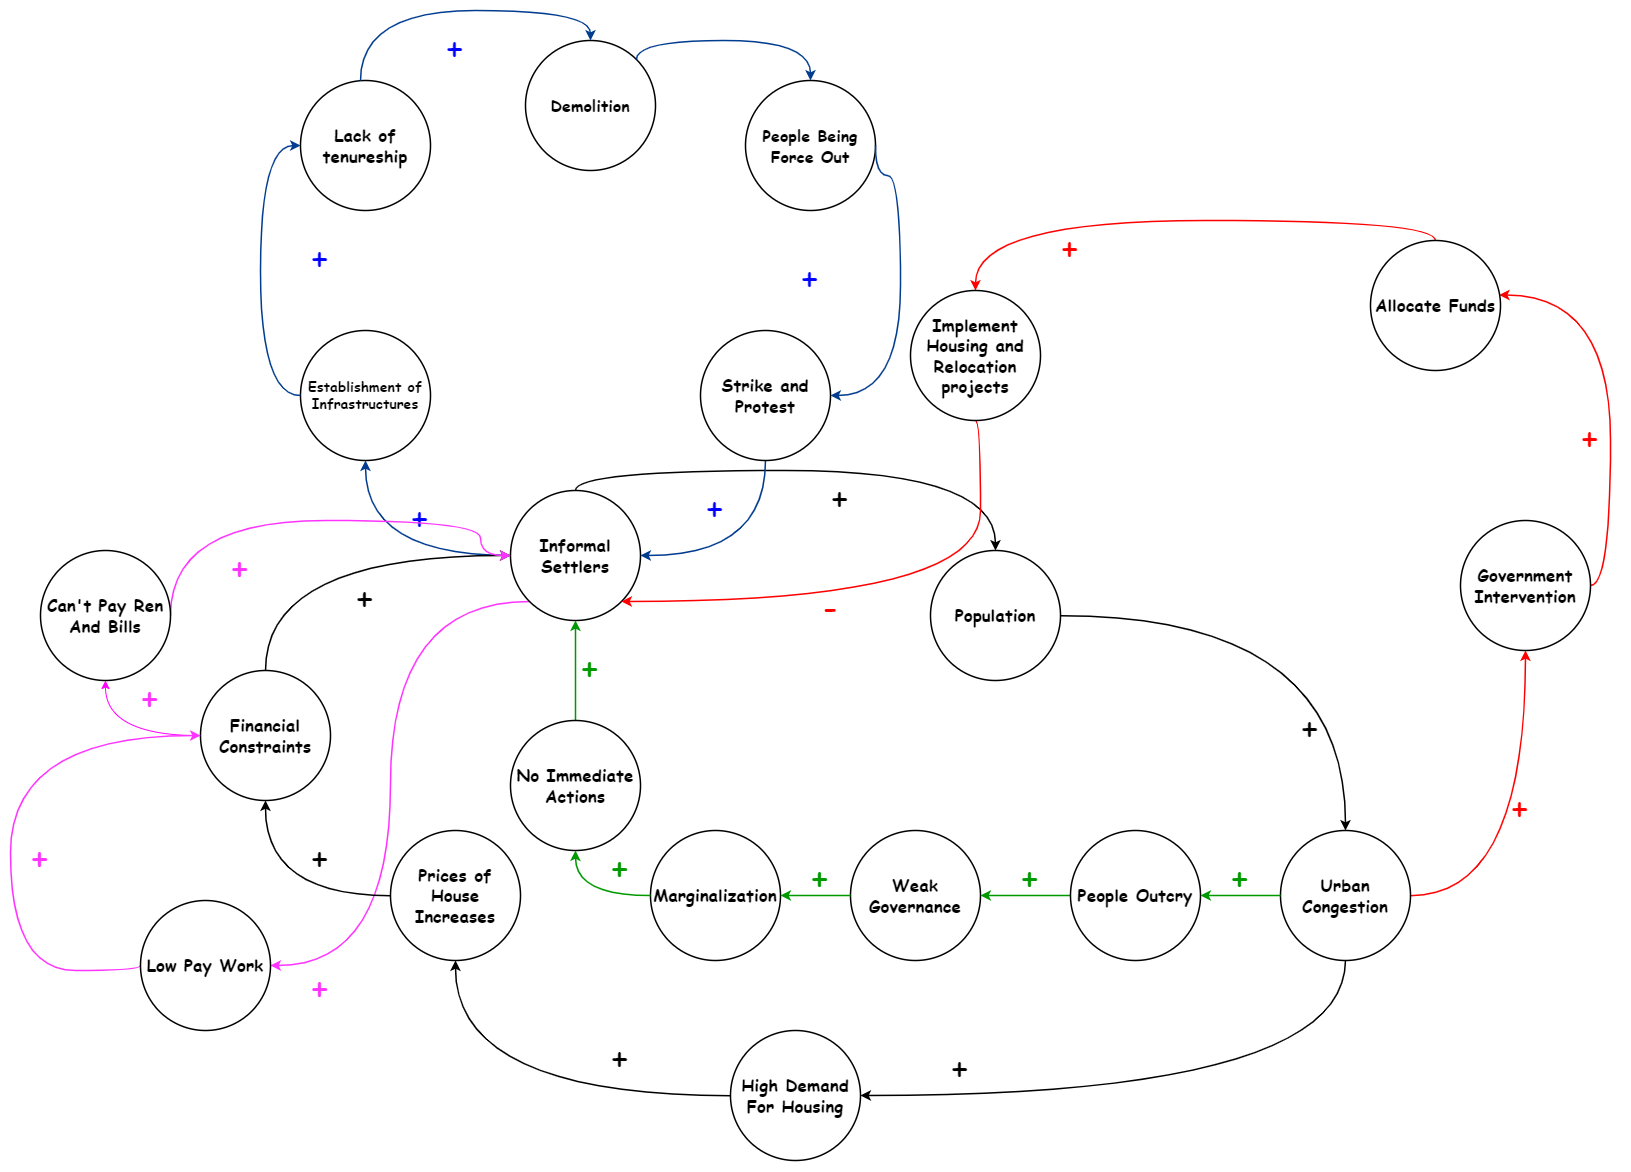 +
Demolition
Lack of
tenureship
People Being
Force Out
+
+
+
Allocate Funds
Implement
Housing and
Relocation
projects
Establishment of
Infrastructures
Strike and
Protest
+
+
+
+
+
Informal
Settlers
Can't Pay Ren
And Bills
+
+
-
Population
Government
Intervention
+
+
Financial
Constraints
+
No Immediate
Actions
+
+
+
+
+
+
+
Prices of
House
Increases
Marginalization
Weak
Governance
People Outcry
Urban
Congestion
Low Pay Work
+
+
+
High Demand
For Housing